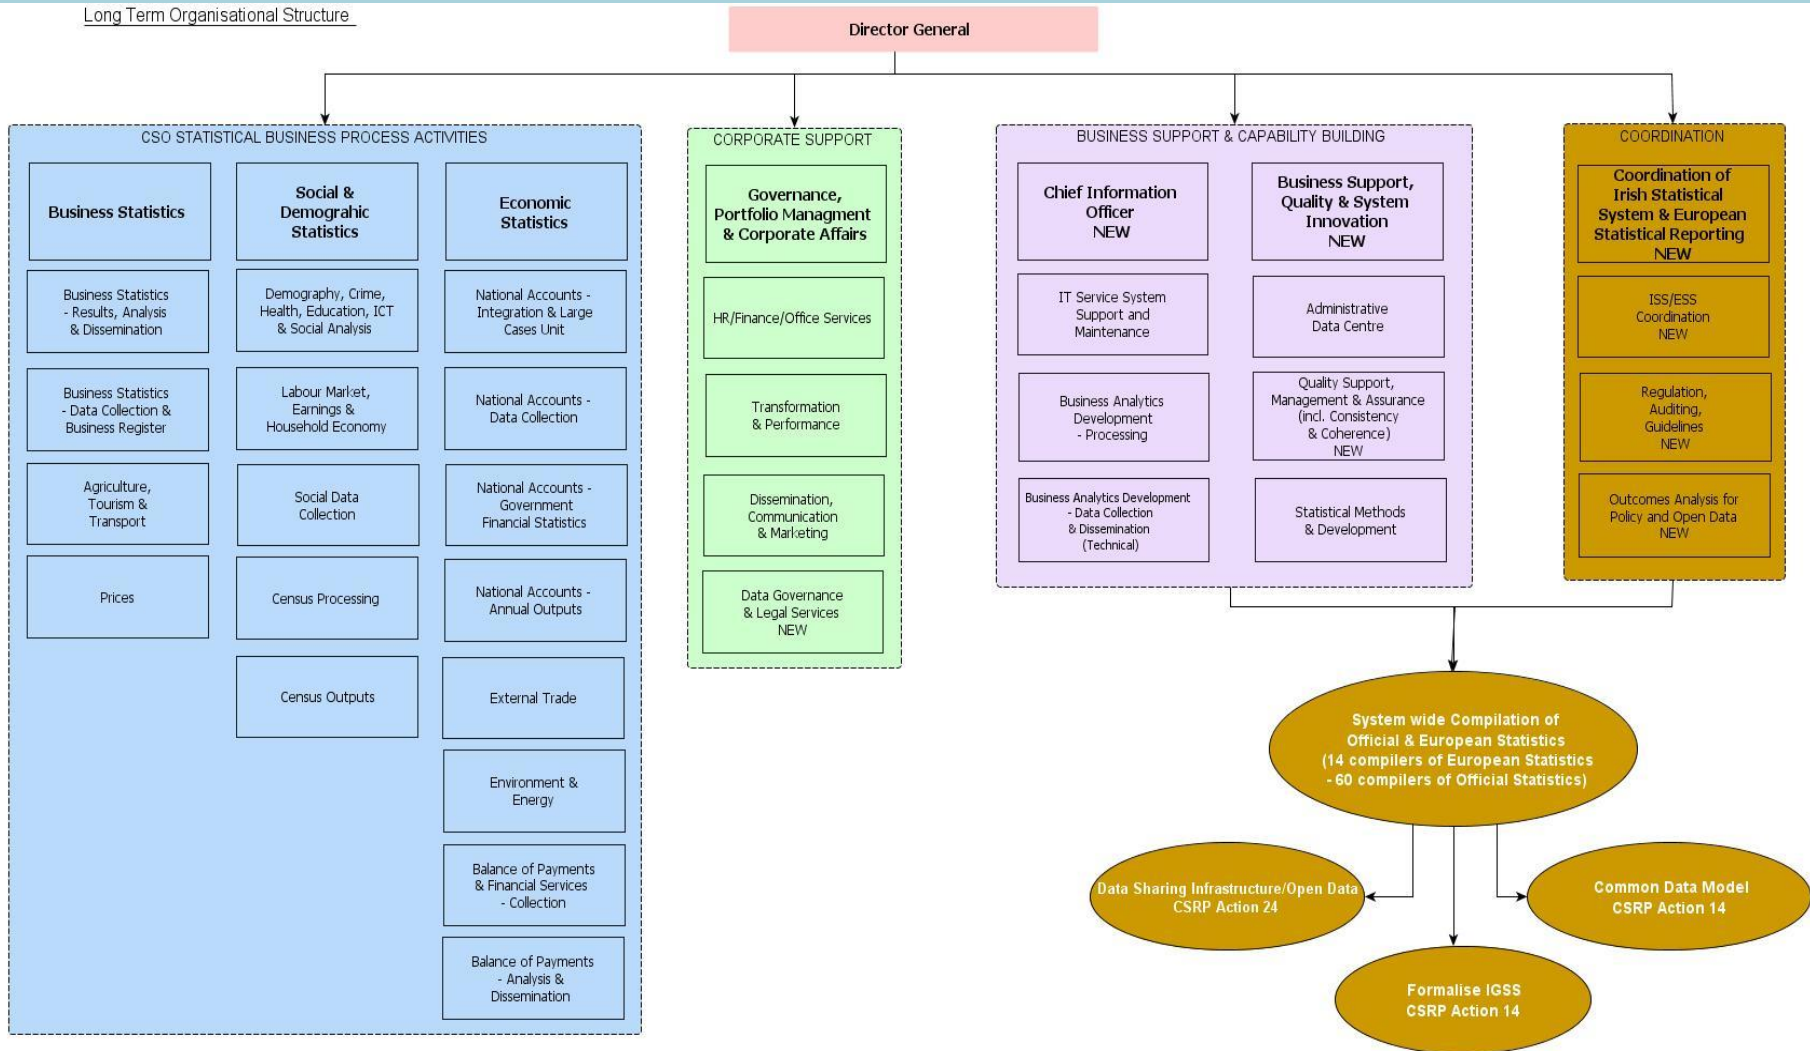 Long Term Organisational Structure
Director General
CSO STATISTICAL BUSINESS PROCESS ACTIVITIES
Business Statistics
Business Statistics
- Results, Analysis
& Dissemination
Business Statistics
- Data Collection &
Business Register
Agriculture,
Tourism &
Transport
Prices
Social &
Demograhic
Statistics
Demography, Crime,
Health, Education, ICT
& Social Analysis
Labour Market,
Earnings &
Household Economy
Social Data
Collection
Census Processing
Census Outputs
Economic
Statistics
National Accounts -
Integration & Large
Cases Unit
National Accounts -
Data Collection
National Accounts -
Government
Financial Statistics
National Accounts -
Annual Outputs
External Trade
Environment &
Energy
Balance of Payments
& Financial Services
- Collection
Balance of Payments
- Analysis &
Dissemination
CORPORATE SUPPORT
Governance,
Portfolio Managment
& Corporate Affairs
HR/Finance/Office Services
Transformation
& Performance
Dissemination,
Communication
& Marketing
Data Governance
& Legal Services
NEW
BUSINESS SUPPORT & CAPABILITY BUILDING
Chief Information
Officer
NEW
IT Service System
Support and
Maintenance
Business Analytics
Development
- Processing
Business Analytics Development
- Data Collection
& Dissemination
(Technical)
Business Support,
Quality & System
Innovation
NEW
Administrative
Data Centre
Quality Support,
Management & Assurance
(incl. Consistency
& Coherence)
NEW
Statistical Methods
& Development
COORDINATION
Coordination of
Irish Statistical
System & European
Statistical Reporting
NEW
ISS/ESS
Coordination
NEW
Regulation,
Auditing,
Guidelines
NEW
Outcomes Analysis for
Policy and Open Data
NEW
System wide Compilation of
Official & European Statistics
(14 compilers of European Statistics
- 60 compilers of Official Statistics)
Data Sharing Infrastructure/Open Data
CSRP Action 24
Common Data Model
CSRP Action 14
Formalise IGSS
CSRP Action 14